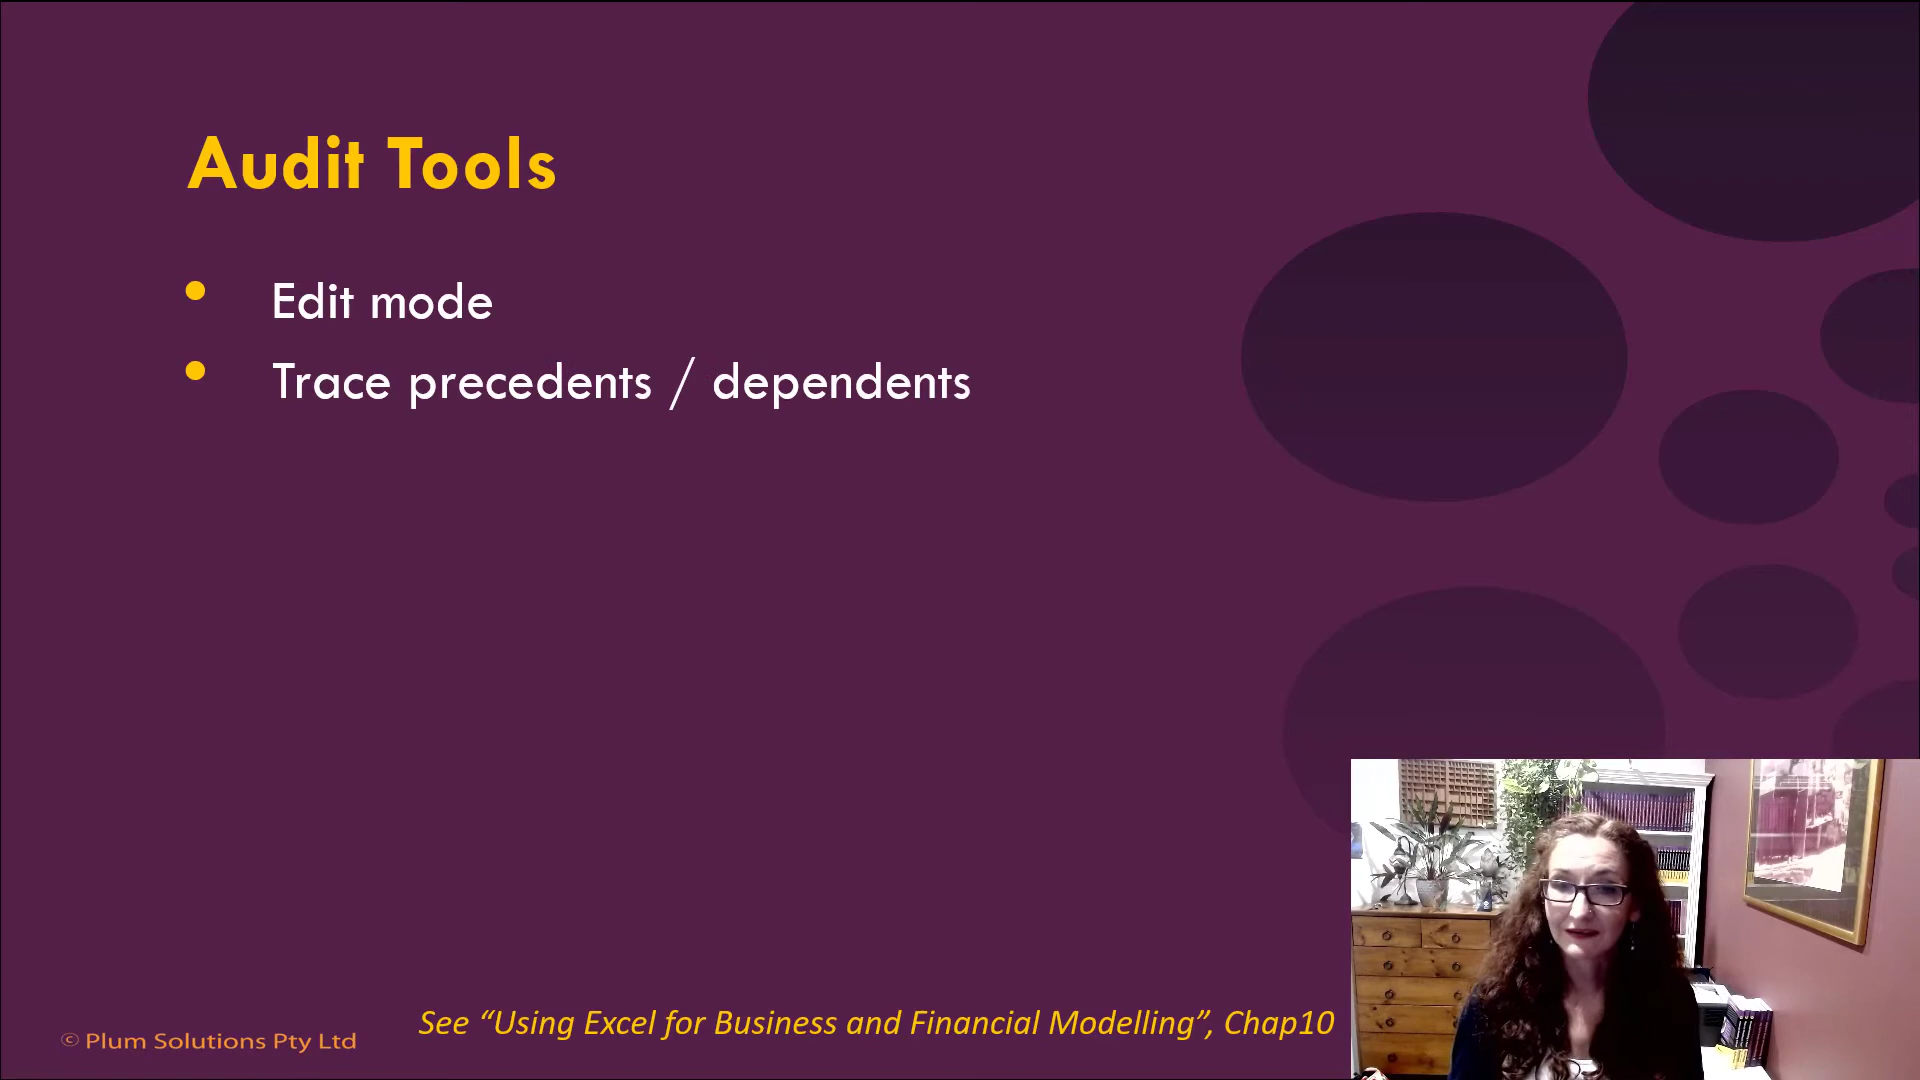 Audit Tools
• Edit mode
• Trace precedents / dependents
See “Using Excel for Business and Financial Modelling”, Chap10
© Plum Solutions Pty Ltd